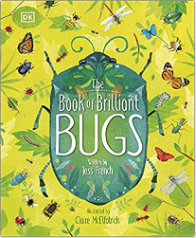 DK
The
Book of Brilliant
BUGS
Written by
Jess French
Illustrated by
Claire McElfatrick